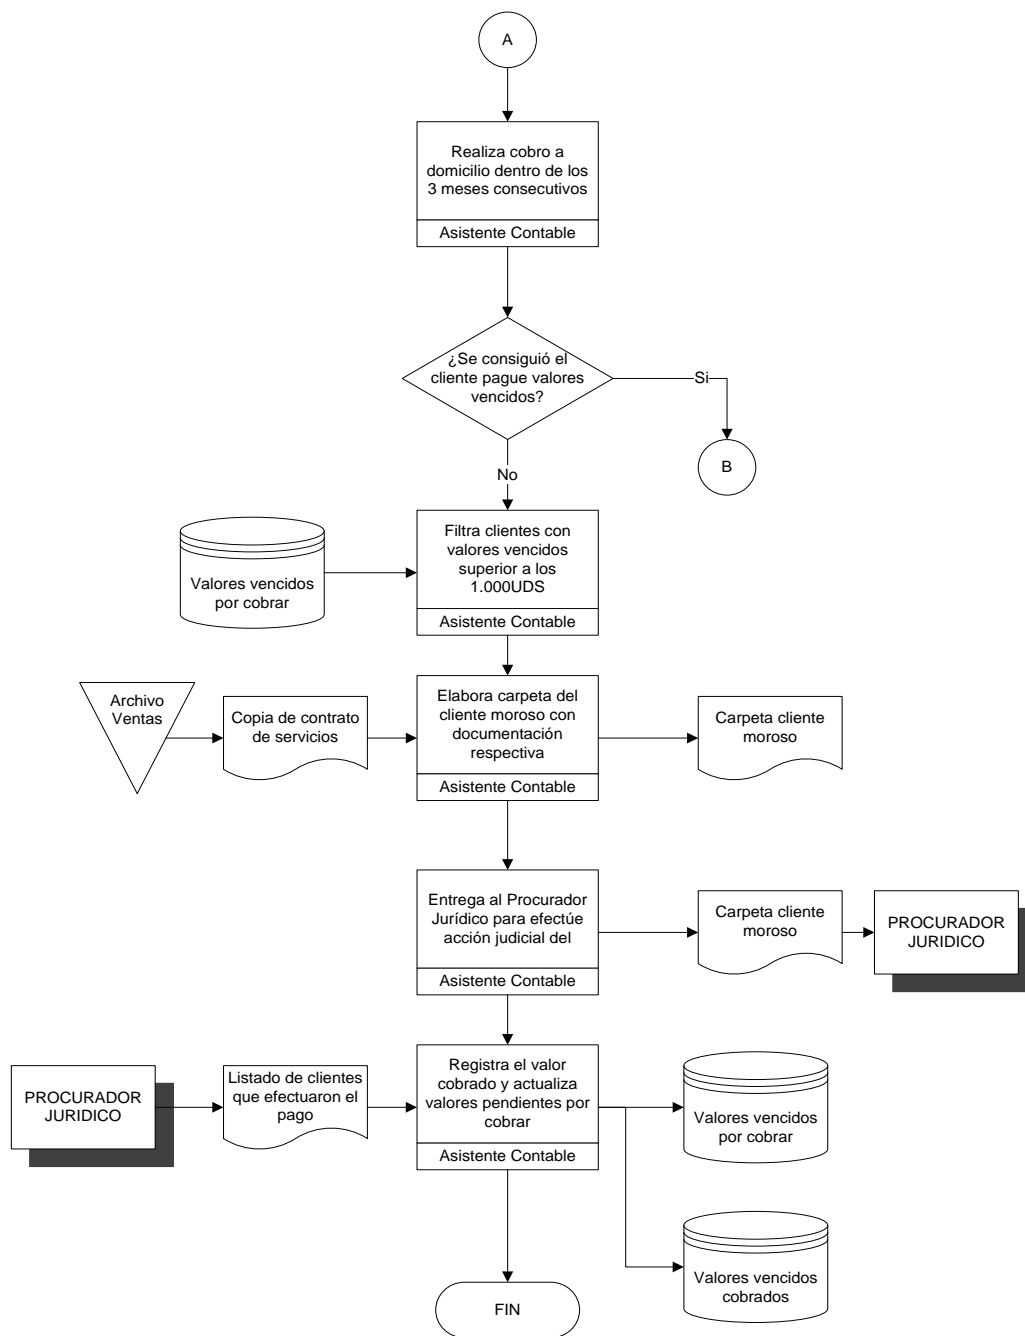 A
Realiza cobro a
domicilio dentro de los
3 meses consecutivos
Asistente Contable
¿Se consiguió el
cliente pague valores
vencidos?
Si
B
No
Filtra clientes con
valores vencidos
superior a los
1.000UDS
Asistente Contable
Valores vencidos
por cobrar
Archivo
Ventas
Copia de contrato
de servicios
Elabora carpeta del
cliente moroso con
documentación
respectiva
Asistente Contable
Carpeta cliente
moroso
Entrega al Procurador
Jurídico para efectúe
acción judicial del
Asistente Contable
Carpeta cliente
moroso
PROCURADOR
JURIDICO
PROCURADOR
JURIDICO
Listado de clientes
que efectuaron el
pago
Registra el valor
cobrado y actualiza
valores pendientes por
cobrar
Asistente Contable
Valores vencidos
por cobrar
Valores vencidos
cobrados
FIN